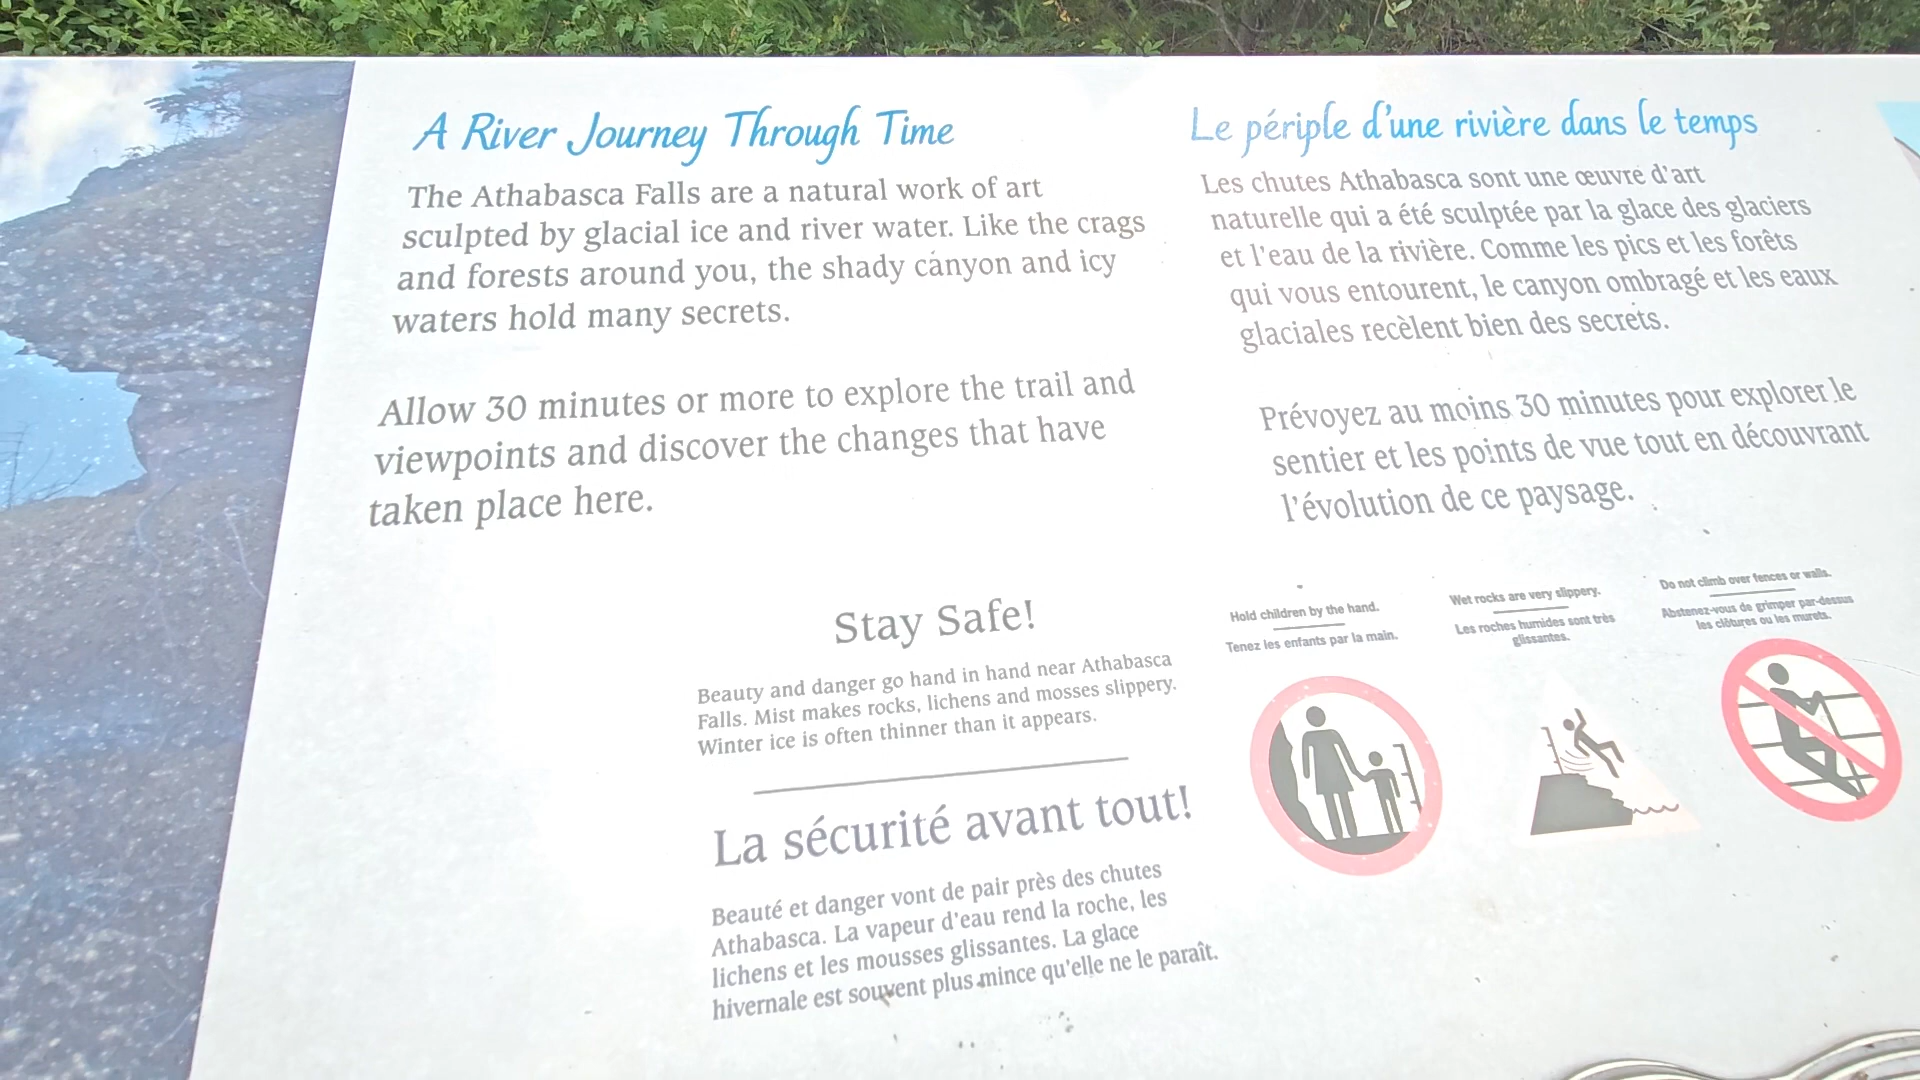 A River Journey Through Time
The Athabasca Falls are a natural work of art
sculpted by glacial ice and river water. Like the crags
and forests around you, the shady canyon and icy
waters hold many secrets.
Allow 30 minutes or more to explore the trail and
viewpoints and discover the changes that have
taken place here.
Le périple d'une rivière dans le temps
Les chutes Athabasca sont une œuvre d'art
naturelle qui a été sculptée par la glace des glaciers
et l'eau de la rivière. Comme les pics et les forêts
qui vous entourent, le canyon ombragé et les eaux
glaciales recèlent bien des secrets.
Prévoyez au moins 30 minutes pour explorer le
sentier et les points de vue tout en découvrant
l'évolution de ce paysage.
Stay Safe!
Beauty and danger go hand in hand near Athabasca
Falls. Mist makes rocks, lichens and mosses slippery.
Winter ice is often thinner than it appears.
La sécurité avant tout!
Beauté et danger vont de pair près des chutes
Athabasca. La vapeur d'eau rend la roche, les
lichens et les mousses glissantes. La glace
hivernale est souvent plus mince qu'elle ne le paraît.
Hold children by the hand.
Tenez les enfants par la main.
Wet rocks are very slippery.
Les roches humides sont très
glissantes.
Do not climb over fences or walls.
Abstenez-vous de grimper par-dessus
les clôtures ou les murets.